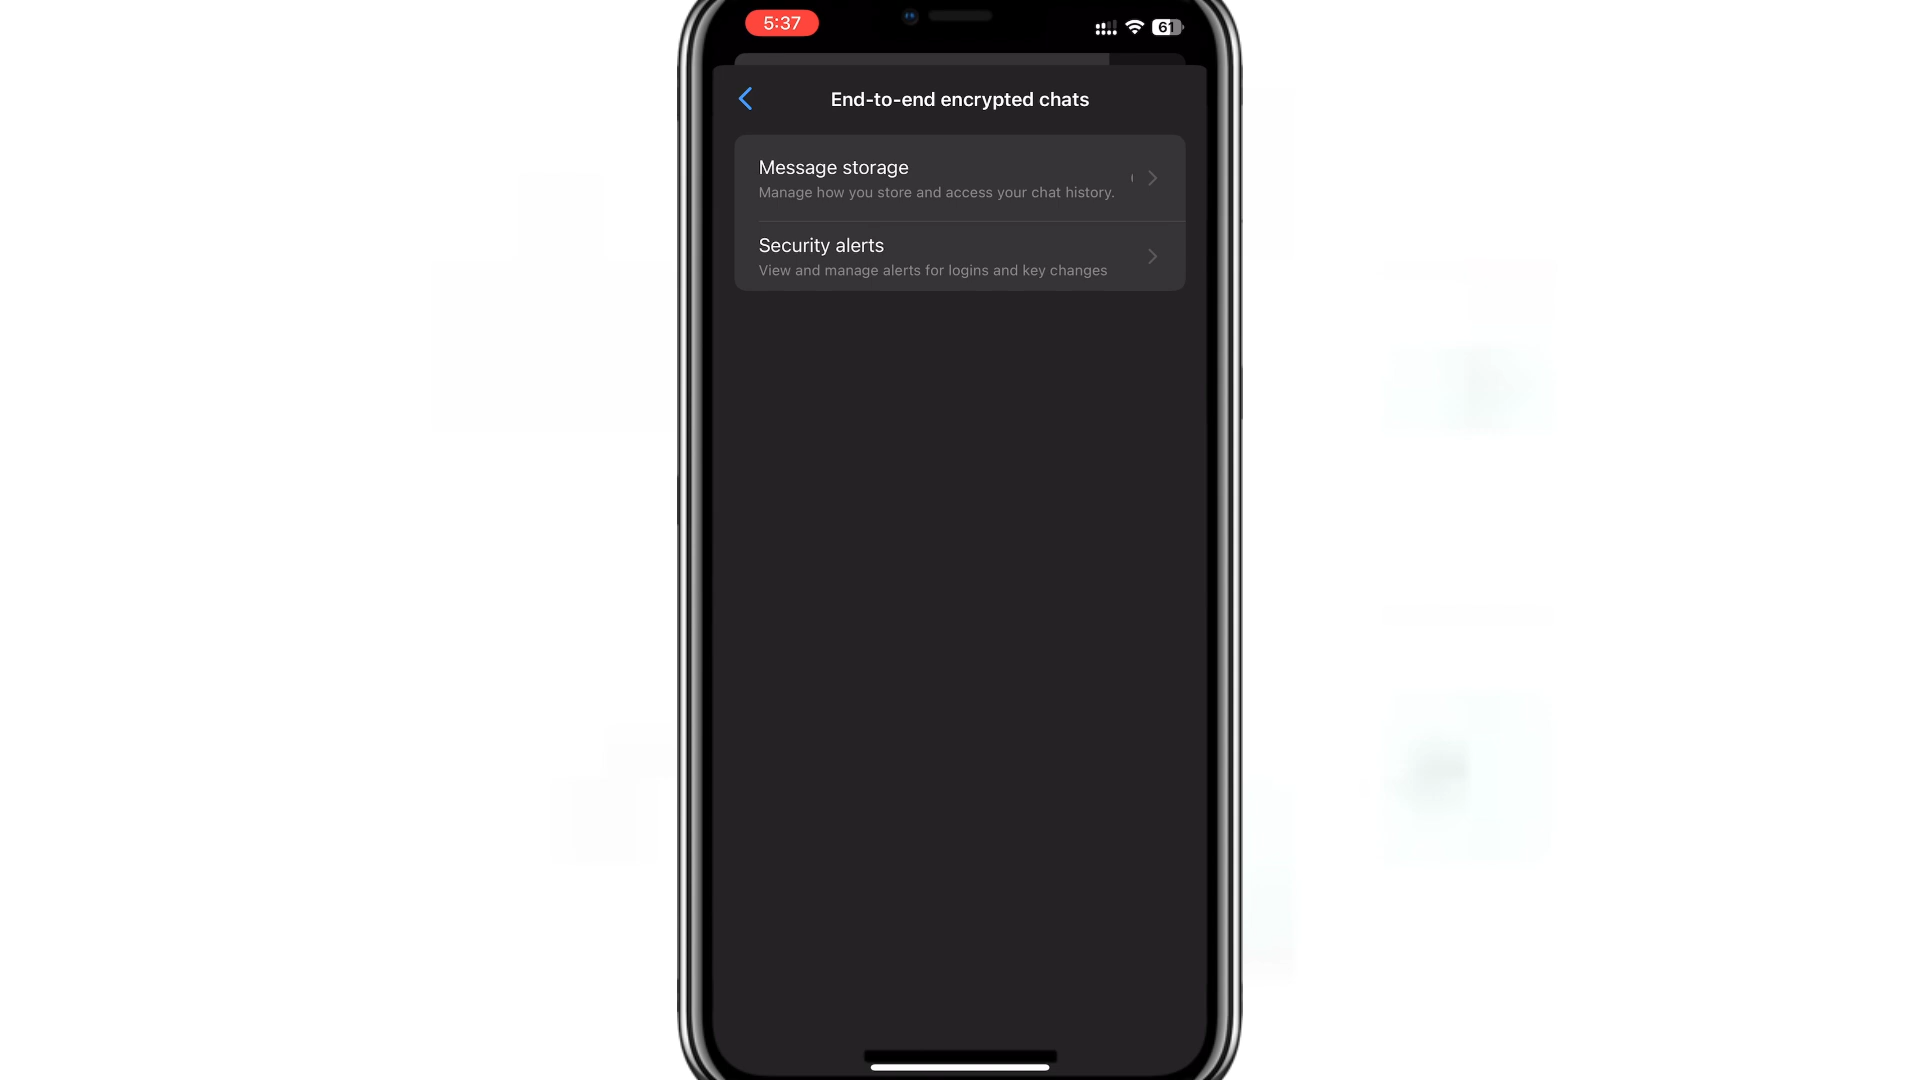 5:37
61
End-to-end encrypted chats
Message storage
Manage how you store and access your chat history.
Security alerts
View and manage alerts for logins and key changes